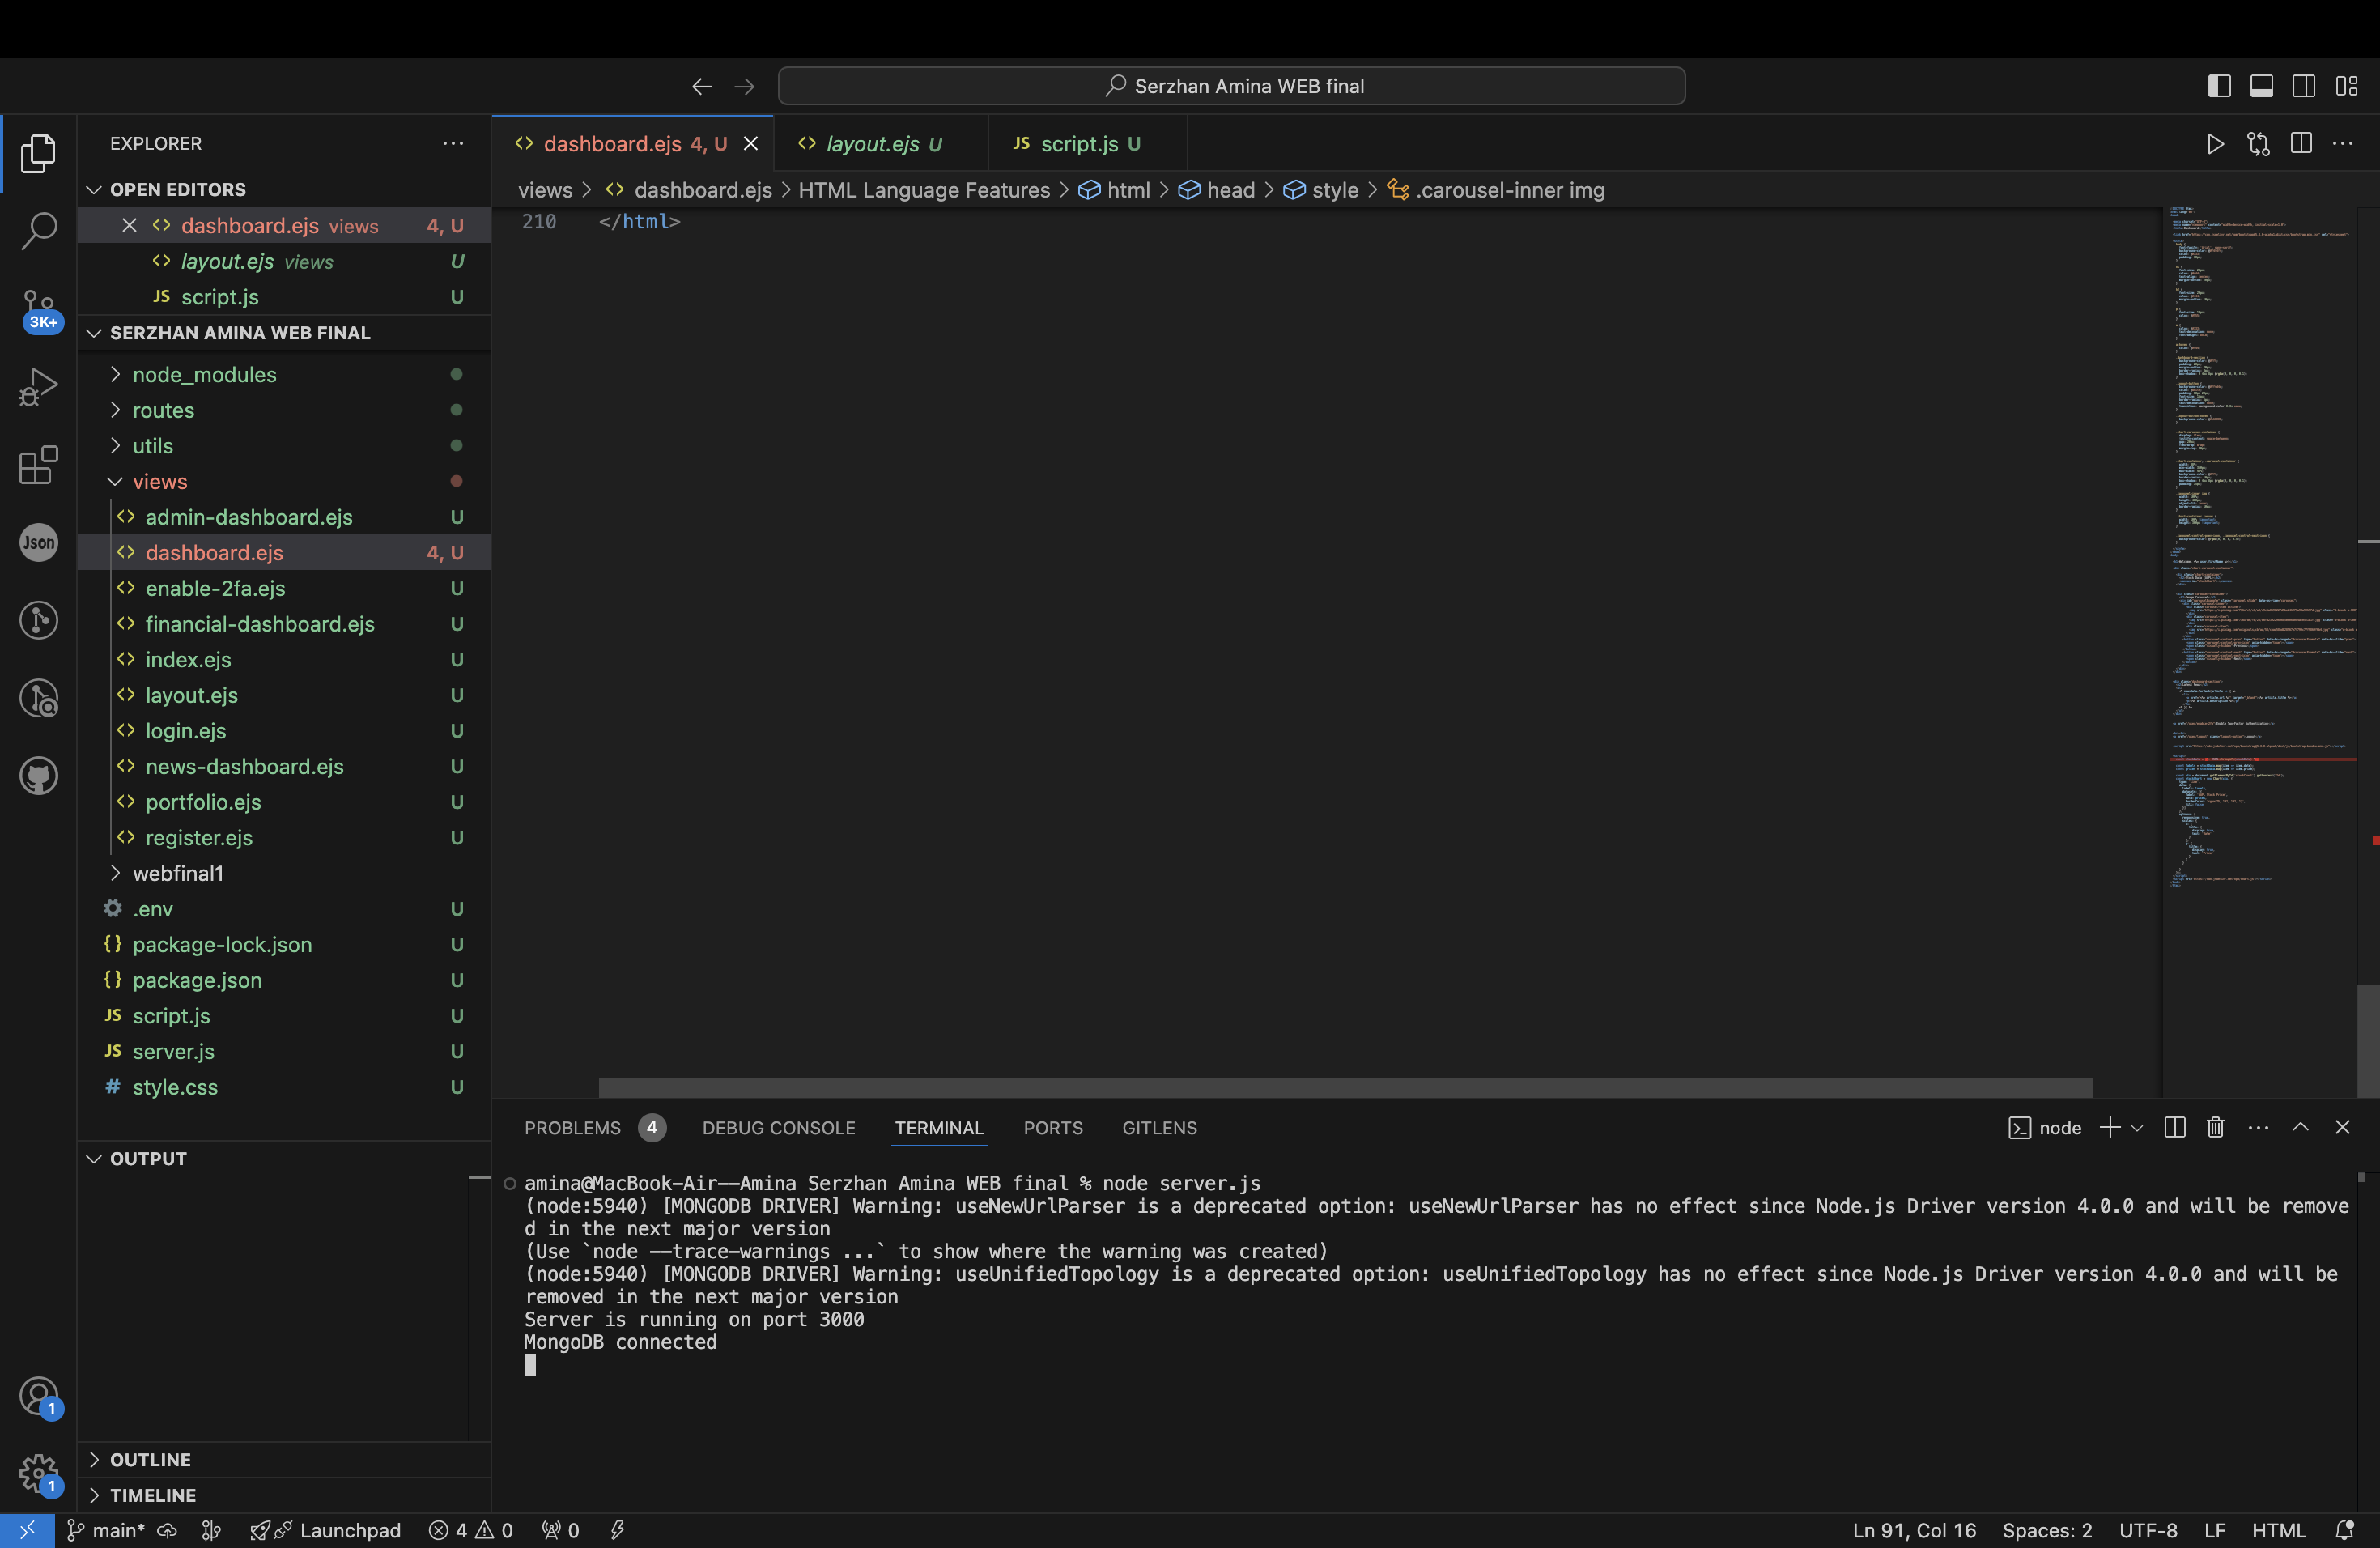 Serzhan Amina WEB final
EXPLORER
OPEN EDITORS
dashboard.ejs views 4, U
layout.ejs views U
script.js U
SERZHAN AMINA WEB FINAL
node_modules
routes
utils
views
admin-dashboard.ejs U
dashboard.ejs 4, U
enable-2fa.ejs U
financial-dashboard.ejs U
index.ejs U
layout.ejs U
login.ejs U
news-dashboard.ejs U
portfolio.ejs U
register.ejs U
webfinal1
.env U
package-lock.json U
package.json U
JS script.js U
JS server.js U
# style.css U
OUTPUT
OUTLINE
TIMELINE
3K+
Json
1
1
dashboard.ejs 4, U
layout.ejs U
JS script.js U
views > dashboard.ejs > HTML Language Features > html > head > style > .carousel-inner img
210 </html>
PROBLEMS 4 DEBUG CONSOLE TERMINAL PORTS GITLENS
node
amina@MacBook-Air--Amina Serzhan Amina WEB final % node server.js
(node:5940) [MONGODB DRIVER] Warning: useNewUrlParser is a deprecated option: useNewUrlParser has no effect since Node.js Driver version 4.0.0 and will be remove
d in the next major version
(Use `node --trace-warnings ...` to show where the warning was created)
(node:5940) [MONGODB DRIVER] Warning: useUnifiedTopology is a deprecated option: useUnifiedTopology has no effect since Node.js Driver version 4.0.0 and will be
removed in the next major version
Server is running on port 3000
MongoDB connected
main* Launchpad 4 0 0 Ln 91, Col 16 Spaces: 2 UTF-8 LF HTML